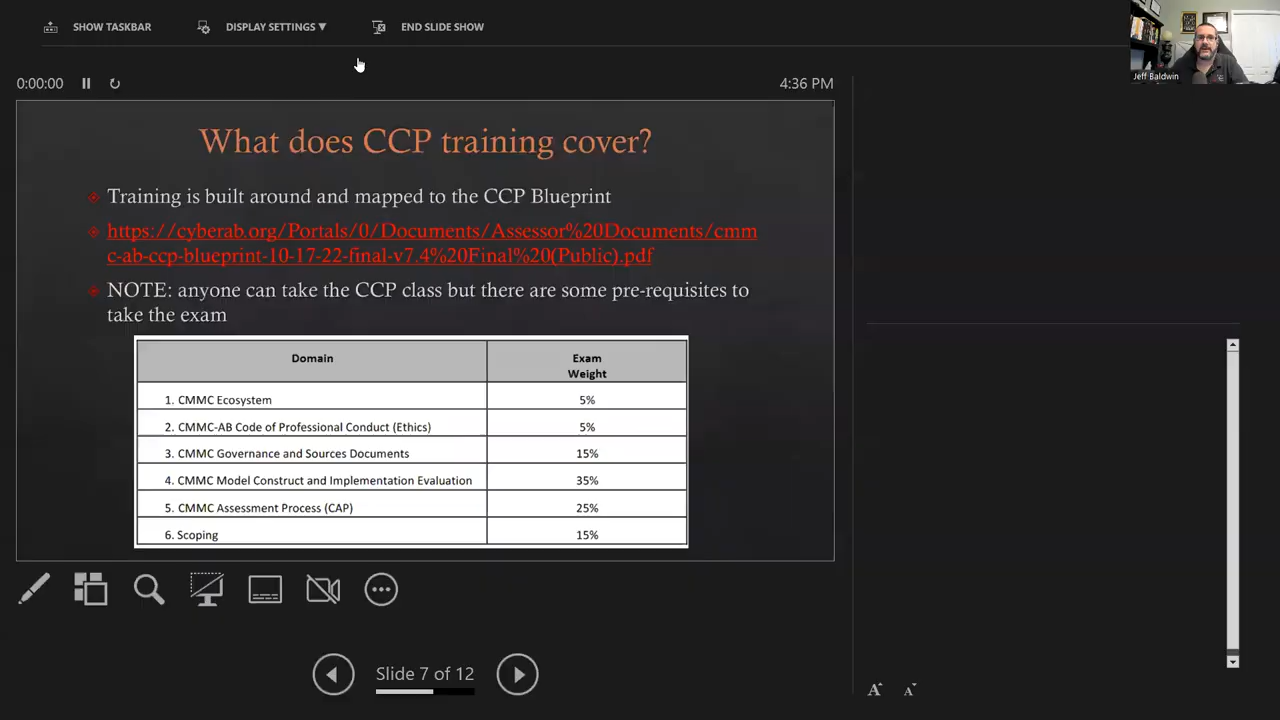 SHOW TASKBAR DISPLAY SETTINGS ▼ END SLIDE SHOW
Jeff Baldwin
0:00:00 4:36 PM
What does CCP training cover?
Training is built around and mapped to the CCP Blueprint
https://cyberab.org/Portals/0/Documents/Assessor%20Documents/cmm
c-ab-ccp-blueprint-10-17-22-final-v7.4%20Final%20(Public).pdf
NOTE: anyone can take the CCP class but there are some pre-requisites to
take the exam
Domain Exam
Weight
1. CMMC Ecosystem 5%
2. CMMC-AB Code of Professional Conduct (Ethics) 5%
3. CMMC Governance and Sources Documents 15%
4. CMMC Model Construct and Implementation Evaluation 35%
5. CMMC Assessment Process (CAP) 25%
6. Scoping 15%
Slide 7 of 12
A A